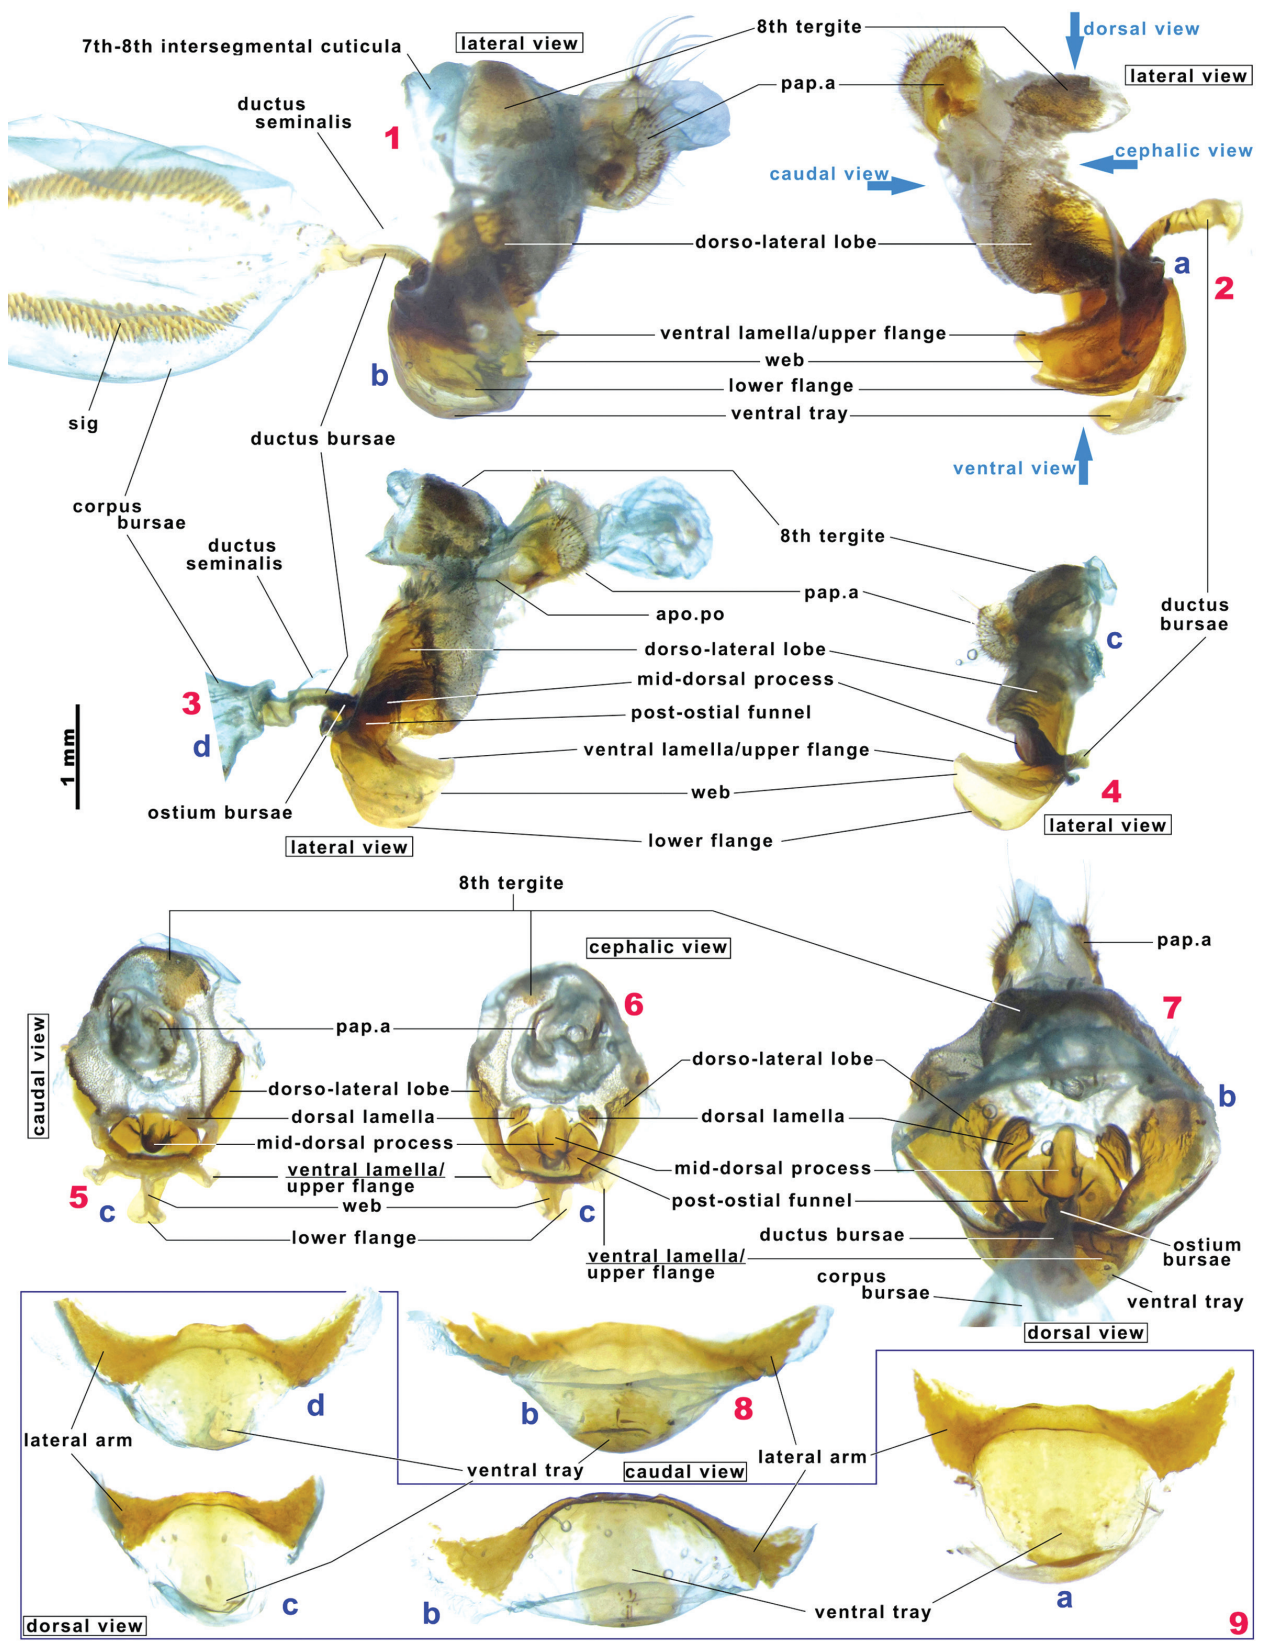 7th-8th intersegmental cuticula
lateral view
8th tergite
dorsal view
lateral view
pap.a
ductus
seminalis
1
cephalic view
caudal view
dorso-lateral lobe
a
2
ventral lamella/upper flange
web
b
lower flange
ventral tray
sig
ductus bursae
ventral view
corpus
bursae
ductus
seminalis
8th tergite
pap.a
apo.po
ductus
bursae
c
dorso-lateral lobe
mid-dorsal process
3
post-ostial funnel
d
ventral lamella/upper flange
1 mm
web
4
ostium bursae
lateral view
lower flange
lateral view
8th tergite
cephalic view
pap.a
6
7
caudal view
pap.a
dorso-lateral lobe
dorso-lateral lobe
b
dorsal lamella
dorsal lamella
mid-dorsal process
mid-dorsal process
ventral lamella/
upper flange
5
c
web
c
post-ostial funnel
lower flange
ductus bursae
ostium
bursae
ventral lamella/
upper flange
corpus
bursae
ventral tray
dorsal view
d
b
8
lateral arm
ventral tray
caudal view
lateral arm
c
b
a
ventral tray
dorsal view
9